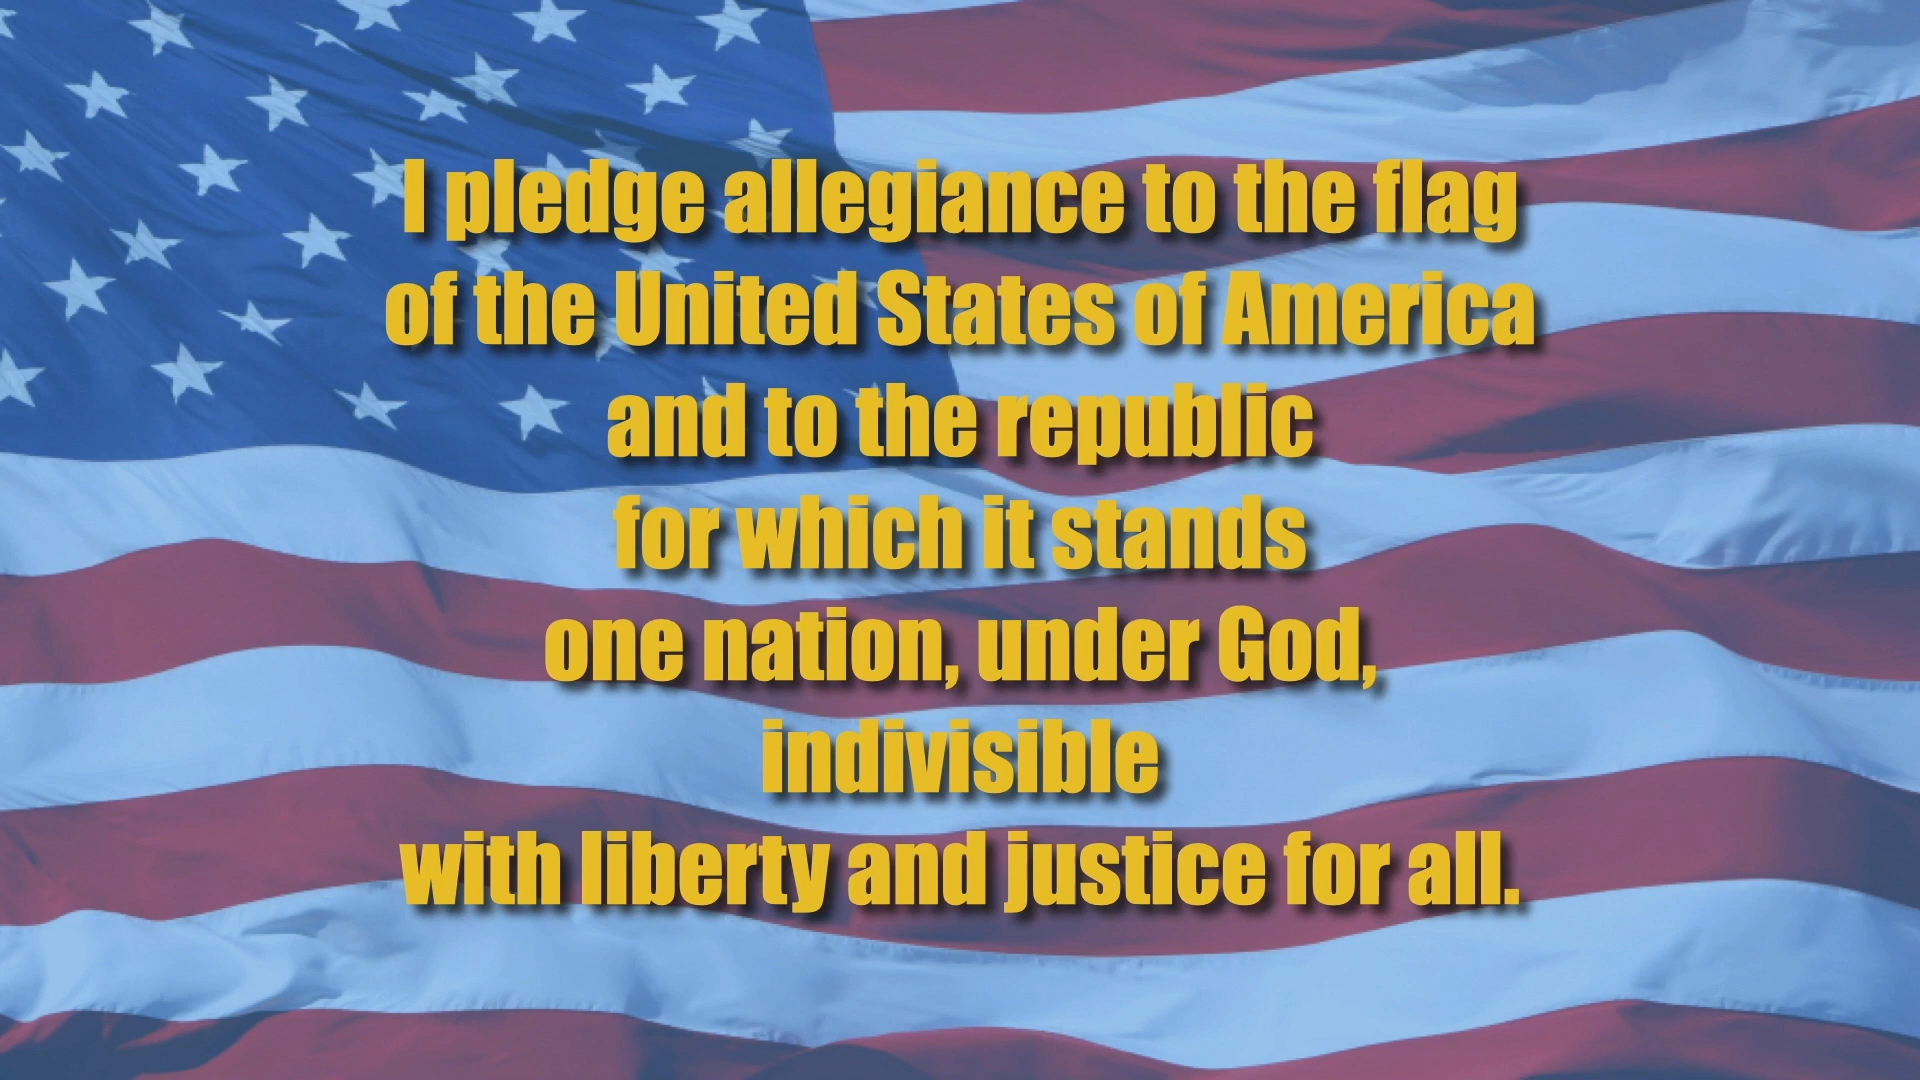 I pledge allegiance to the flag
of the United States of America
and to the republic
for which it stands
one nation, under God,
indivisible
with liberty and justice for all.